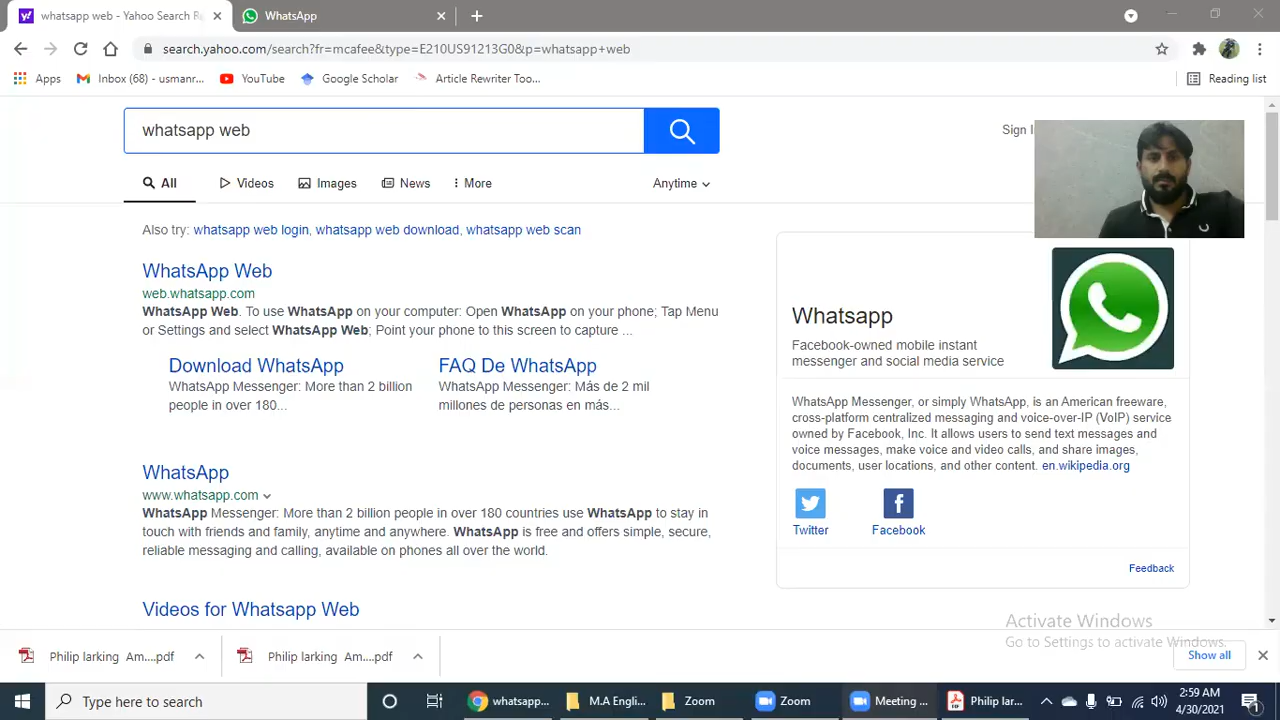 whatsapp web - Yahoo Search R
WhatsApp
search.yahoo.com/search?fr=mcafee&type=E210US91213G0&p=whatsapp+web
Apps
Inbox (68) - usmanr...
YouTube
Google Scholar
Article Rewriter Too...
Reading list
whatsapp web
Sign I
All
Videos
Images
News
More
Anytime
Also try: whatsapp web login, whatsapp web download, whatsapp web scan
WhatsApp Web
web.whatsapp.com
WhatsApp Web. To use WhatsApp on your computer: Open WhatsApp on your phone; Tap Menu
or Settings and select WhatsApp Web; Point your phone to this screen to capture ...
Download WhatsApp
WhatsApp Messenger: More than 2 billion
people in over 180...
FAQ De WhatsApp
WhatsApp Messenger: Más de 2 mil
millones de personas en más...
WhatsApp
www.whatsapp.com
WhatsApp Messenger: More than 2 billion people in over 180 countries use WhatsApp to stay in
touch with friends and family, anytime and anywhere. WhatsApp is free and offers simple, secure,
reliable messaging and calling, available on phones all over the world.
Videos for Whatsapp Web
Whatsapp
Facebook-owned mobile instant
messenger and social media service
WhatsApp Messenger, or simply WhatsApp, is an American freeware,
cross-platform centralized messaging and voice-over-IP (VoIP) service
owned by Facebook, Inc. It allows users to send text messages and
voice messages, make voice and video calls, and share images,
documents, user locations, and other content. en.wikipedia.org
Twitter
Facebook
Feedback
Activate Windows
Go to Settings to activate Windows.
Philip larking Am....pdf
Philip larking Am....pdf
Show all
Type here to search
whatsapp...
M.A Engli...
Zoom
Zoom
Meeting ...
Philip lar...
2:59 AM
4/30/2021
1